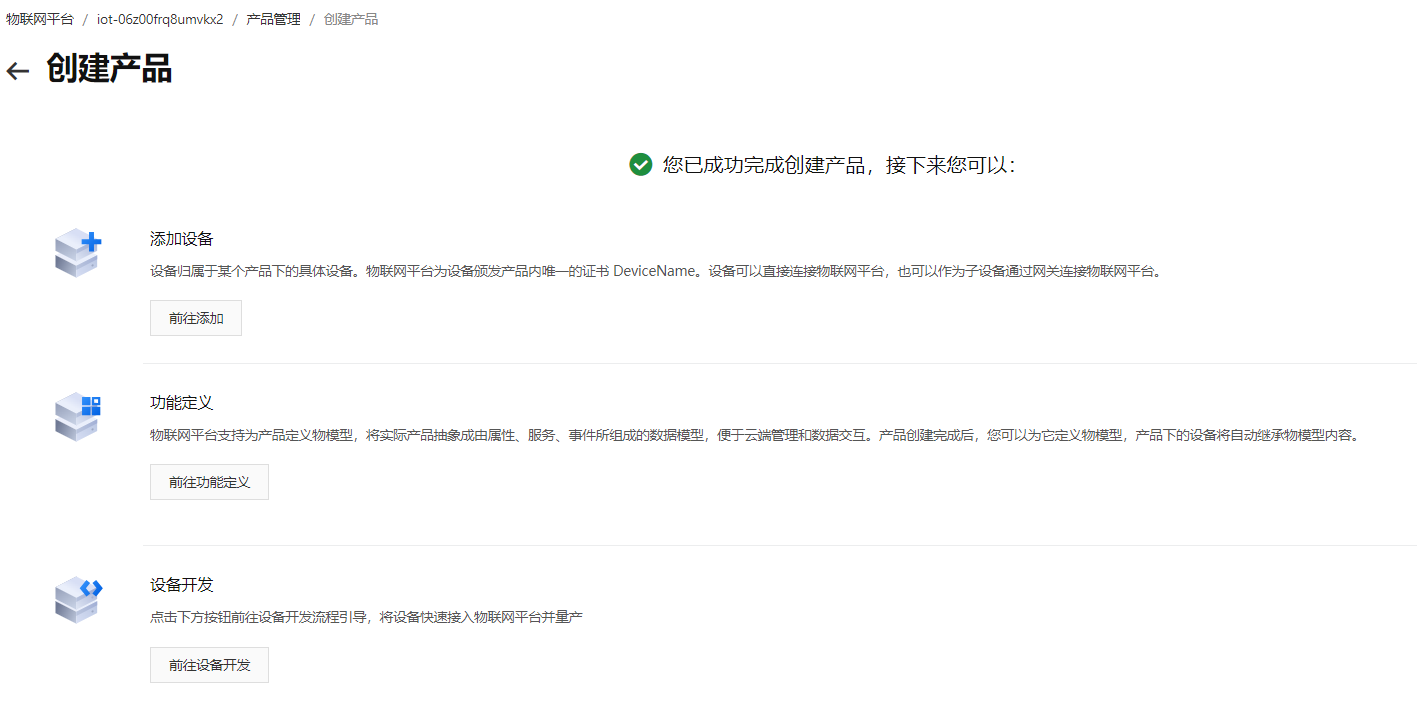 物联网平台 / iot-06z00frq8umvkx2 / 产品管理 / 创建产品
← 创建产品
您已成功完成创建产品，接下来您可以：
添加设备
设备归属于某个产品下的具体设备。物联网平台为设备颁发产品内唯一的证书 DeviceName。设备可以直接连接物联网平台，也可以作为子设备通过网关连接物联网平台。
前往添加
功能定义
物联网平台支持为产品定义物模型，将实际产品抽象成由属性、服务、事件所组成的数据模型，便于云端管理和数据交互。产品创建完成后，您可以为它定义物模型，产品下的设备将自动继承物模型内容。
前往功能定义
设备开发
点击下方按钮前往设备开发流程引导，将设备快速接入物联网平台并量产
前往设备开发